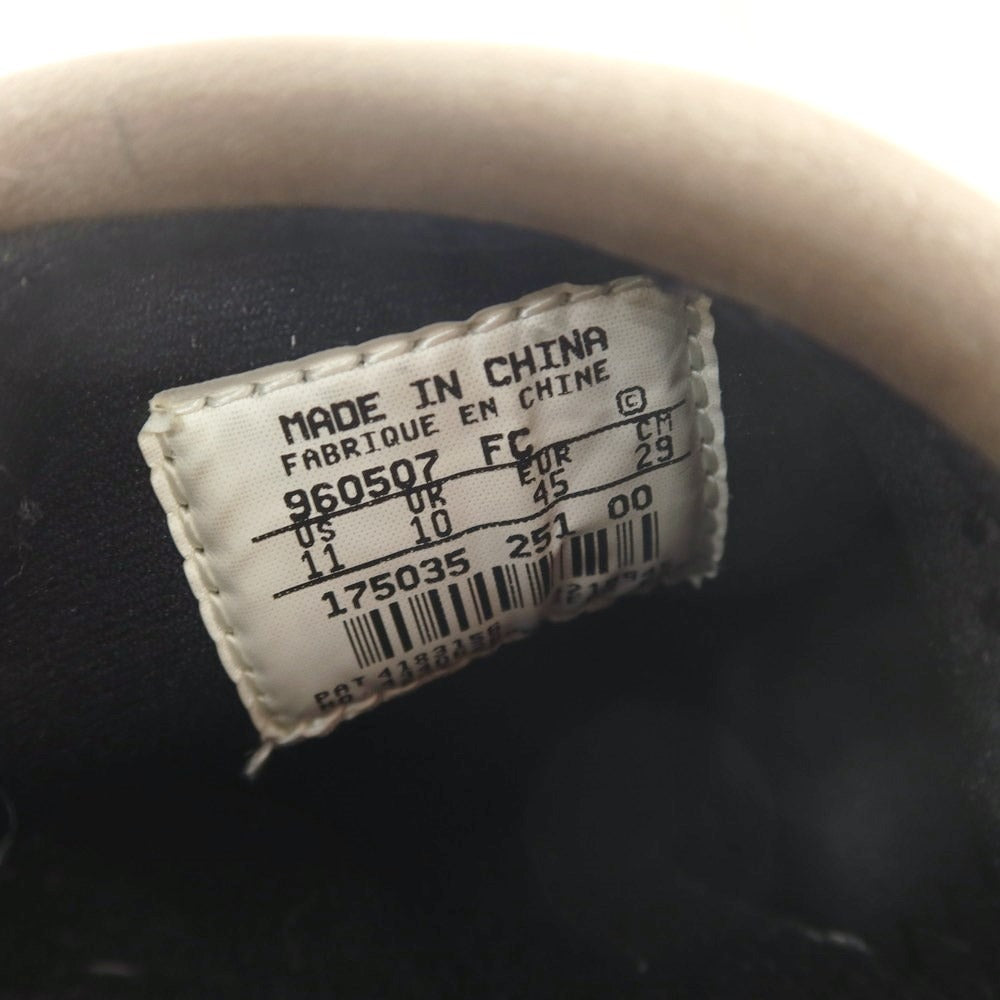 MADE IN CHINA
FABRIQUE EN CHINE
960507 FC ©
US UK EUR CM
11 10 45 29
175035 251 00
PAT